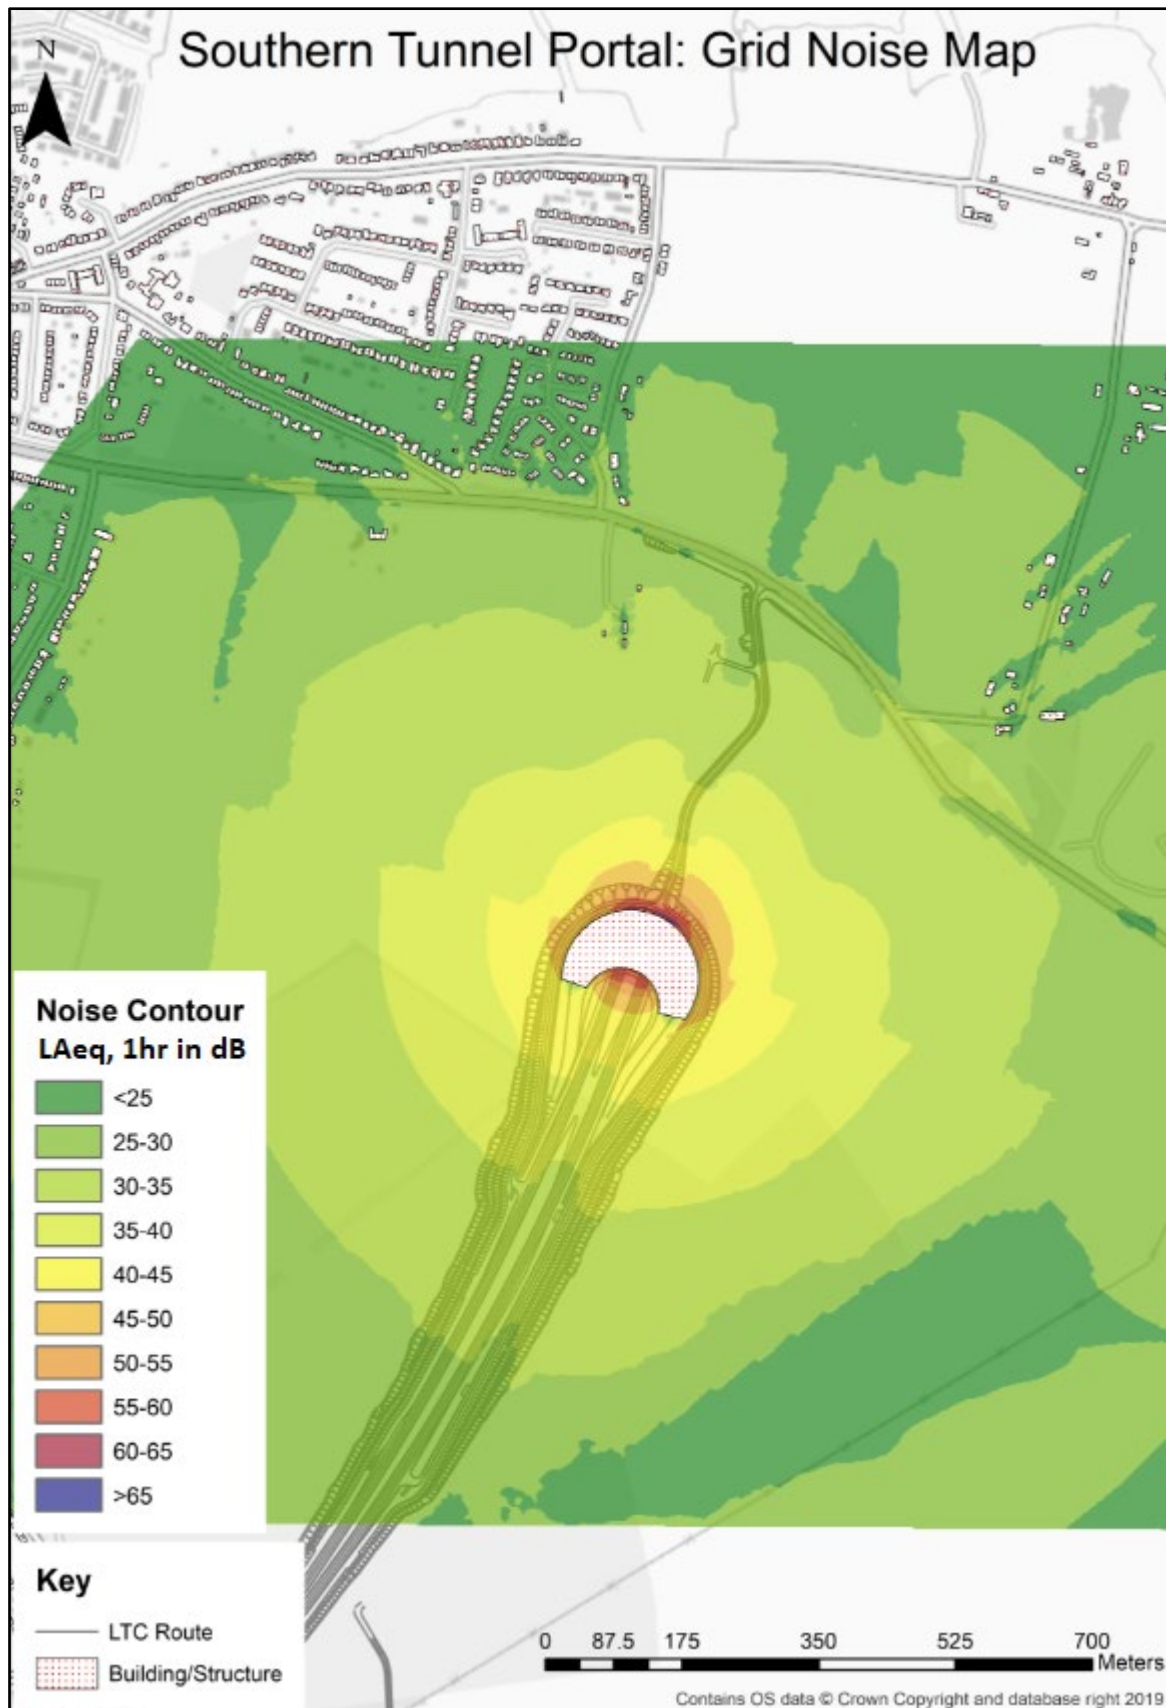 Southern Tunnel Portal: Grid Noise Map
N
Noise Contour
LAeq, 1hr in dB
<25
25-30
30-35
35-40
40-45
45-50
50-55
55-60
60-65
>65
Key
LTC Route
Building/Structure
0 87.5 175 350 525 700
Meters
Contains OS data © Crown Copyright and database right 2019